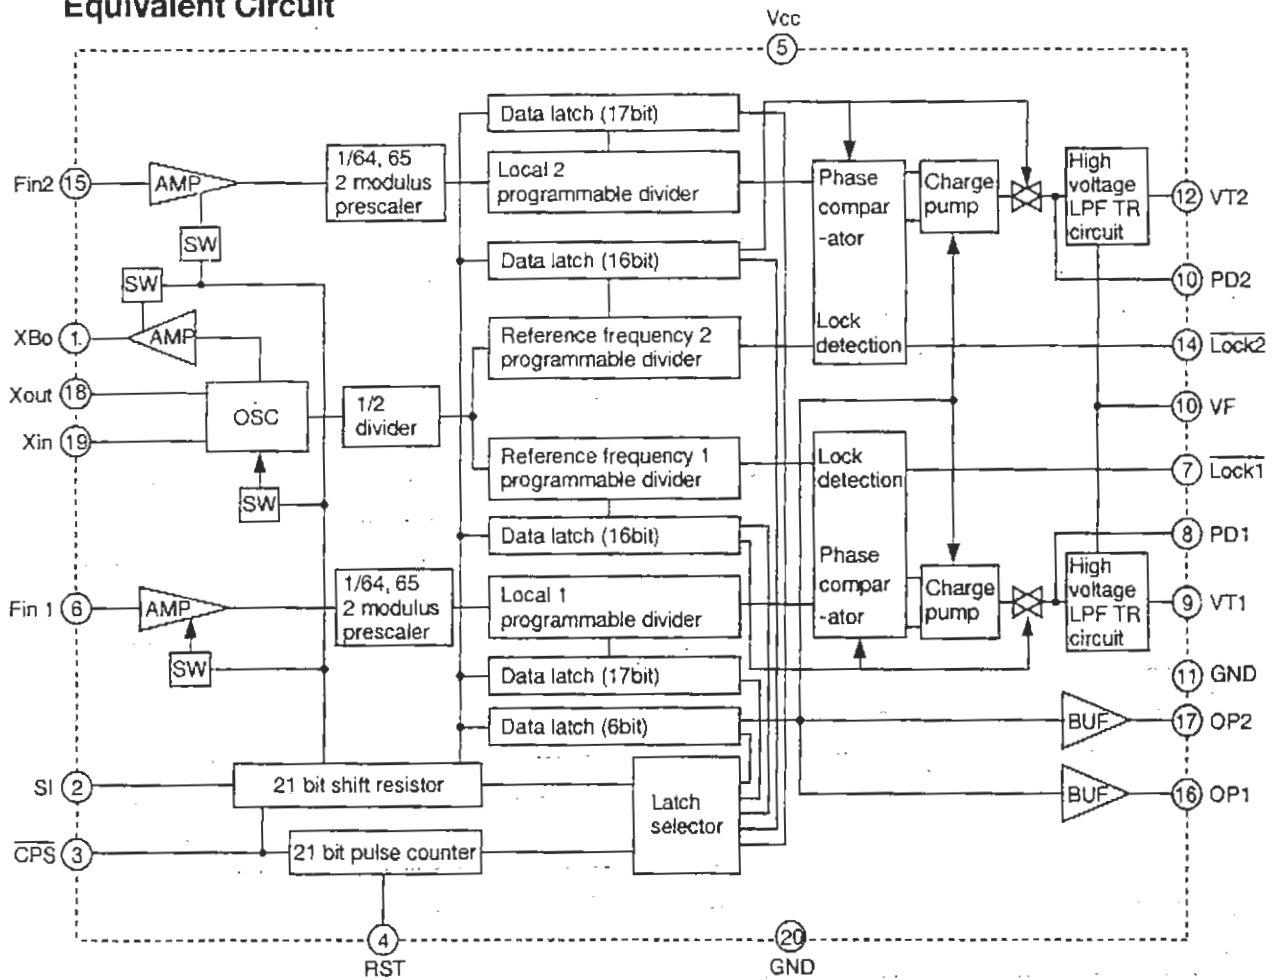 Equivalent Circuit
Vcc
5
Data latch (17bit)
Fin2 15
AMP
1/64, 65
2 modulus
prescaler
Local 2
programmable divider
Phase
compar
-ator
Lock
detection
Charge
pump
High
voltage
LPF TR
circuit
12 VT2
SW
Data latch (16bit)
10 PD2
SW
XBo 1
AMP
Reference frequency 2
programmable divider
14 Lock2
Xout 18
OSC
1/2
divider
10 VF
Xin 19
Reference frequency 1
programmable divider
Lock
detection
Phase
compar
-ator
7 Lock1
SW
Data latch (16bit)
8 PD1
Fin 1 6
AMP
1/64, 65
2 modulus
prescaler
Local 1
programmable divider
Charge
pump
High
voltage
LPF TR
circuit
9 VT1
SW
Data latch (17bit)
11 GND
Data latch (6bit)
BUF
17 OP2
SI 2
21 bit shift resistor
Latch
selector
BUF
16 OP1
CPS 3
21 bit pulse counter
4
RST
20
GND